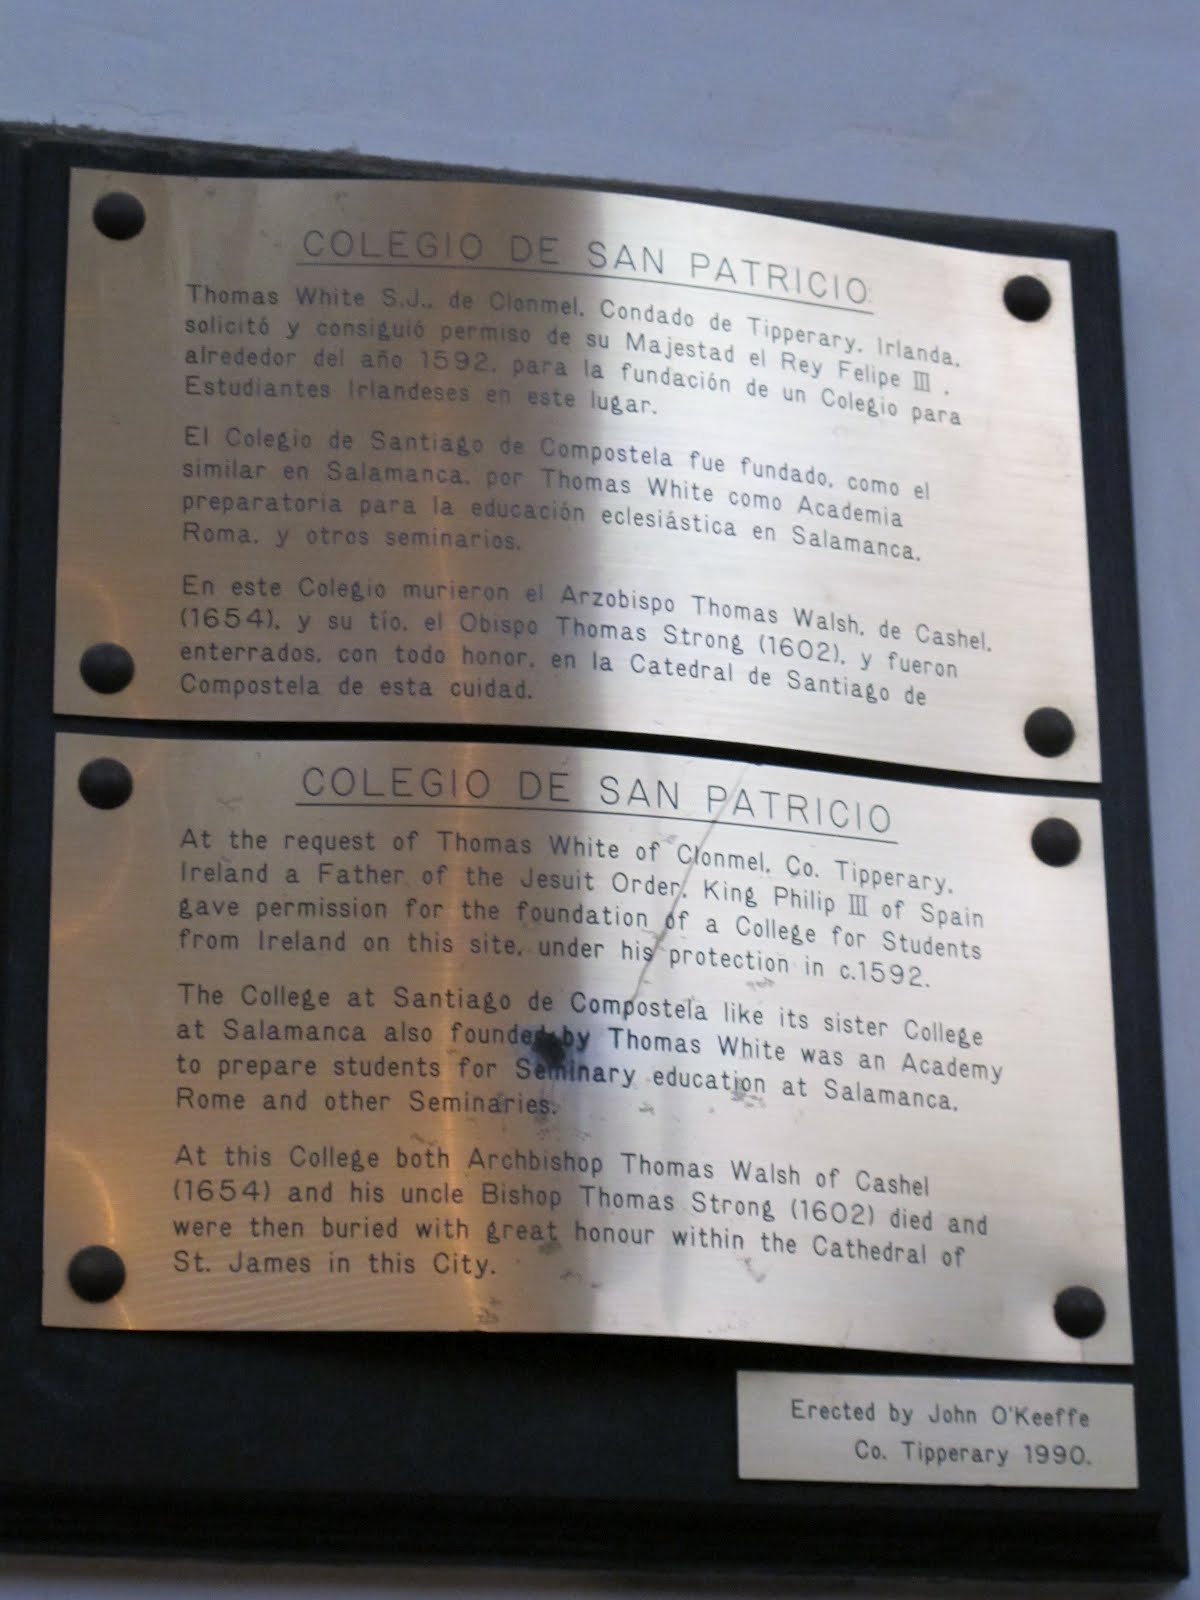 COLEGIO DE SAN PATRICIO
Thomas White S.J., de Clonmel, Condado de Tipperary, Irlanda,
solicitó y consiguió permiso de su Majestad el Rey Felipe III ,
alrededor del año 1592, para la fundación de un Colegio para
Estudiantes Irlandeses en este lugar.
El Colegio de Santiago de Compostela fue fundado, como el
similar en Salamanca, por Thomas White como Academia
preparatoria para la educación eclesiástica en Salamanca,
Roma, y otros seminarios.
En este Colegio murieron el Arzobispo Thomas Walsh, de Cashel,
(1654), y su tío, el Obispo Thomas Strong (1602), y fueron
enterrados, con todo honor, en la Catedral de Santiago de
Compostela de esta cuidad.
COLEGIO DE SAN PATRICIO
At the request of Thomas White of Clonmel, Co. Tipperary,
Ireland a Father of the Jesuit Order, King Philip III of Spain
gave permission for the foundation of a College for Students
from Ireland on this site, under his protection in c.1592.
The College at Santiago de Compostela like its sister College
at Salamanca also founded by Thomas White was an Academy
to prepare students for Seminary education at Salamanca,
Rome and other Seminaries.
At this College both Archbishop Thomas Walsh of Cashel
(1654) and his uncle Bishop Thomas Strong (1602) died and
were then buried with great honour within the Cathedral of
St. James in this City.
Erected by John O'Keeffe
Co. Tipperary 1990.